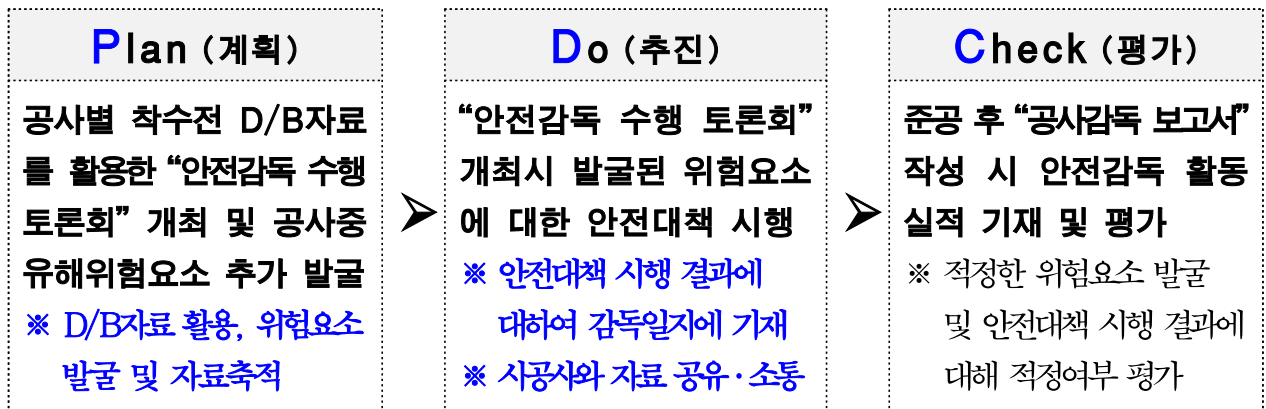 Plan (계획)
공사별 착수전 D/B자료
를 활용한 “안전감독 수행
토론회” 개최 및 공사중
유해위험요소 추가 발굴
※ D/B자료 활용, 위험요소
발굴 및 자료축적
Do (추진)
“안전감독 수행 토론회”
개최시 발굴된 위험요소
에 대한 안전대책 시행
※ 안전대책 시행 결과에
대하여 감독일지에 기재
※ 시공사와 자료 공유·소통
Check (평가)
준공 후 “공사감독 보고서”
작성 시 안전감독 활동
실적 기재 및 평가
※ 적정한 위험요소 발굴
및 안전대책 시행 결과에
대해 적정여부 평가